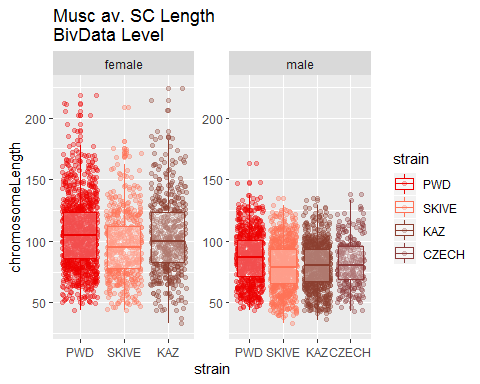 Musc av. SC Length
BivData Level
female
male
chromosomeLength
200
150
100
50
200
150
100
50
PWD SKIVE KAZ
PWD SKIVE KAZ CZECH
strain
strain
PWD
SKIVE
KAZ
CZECH